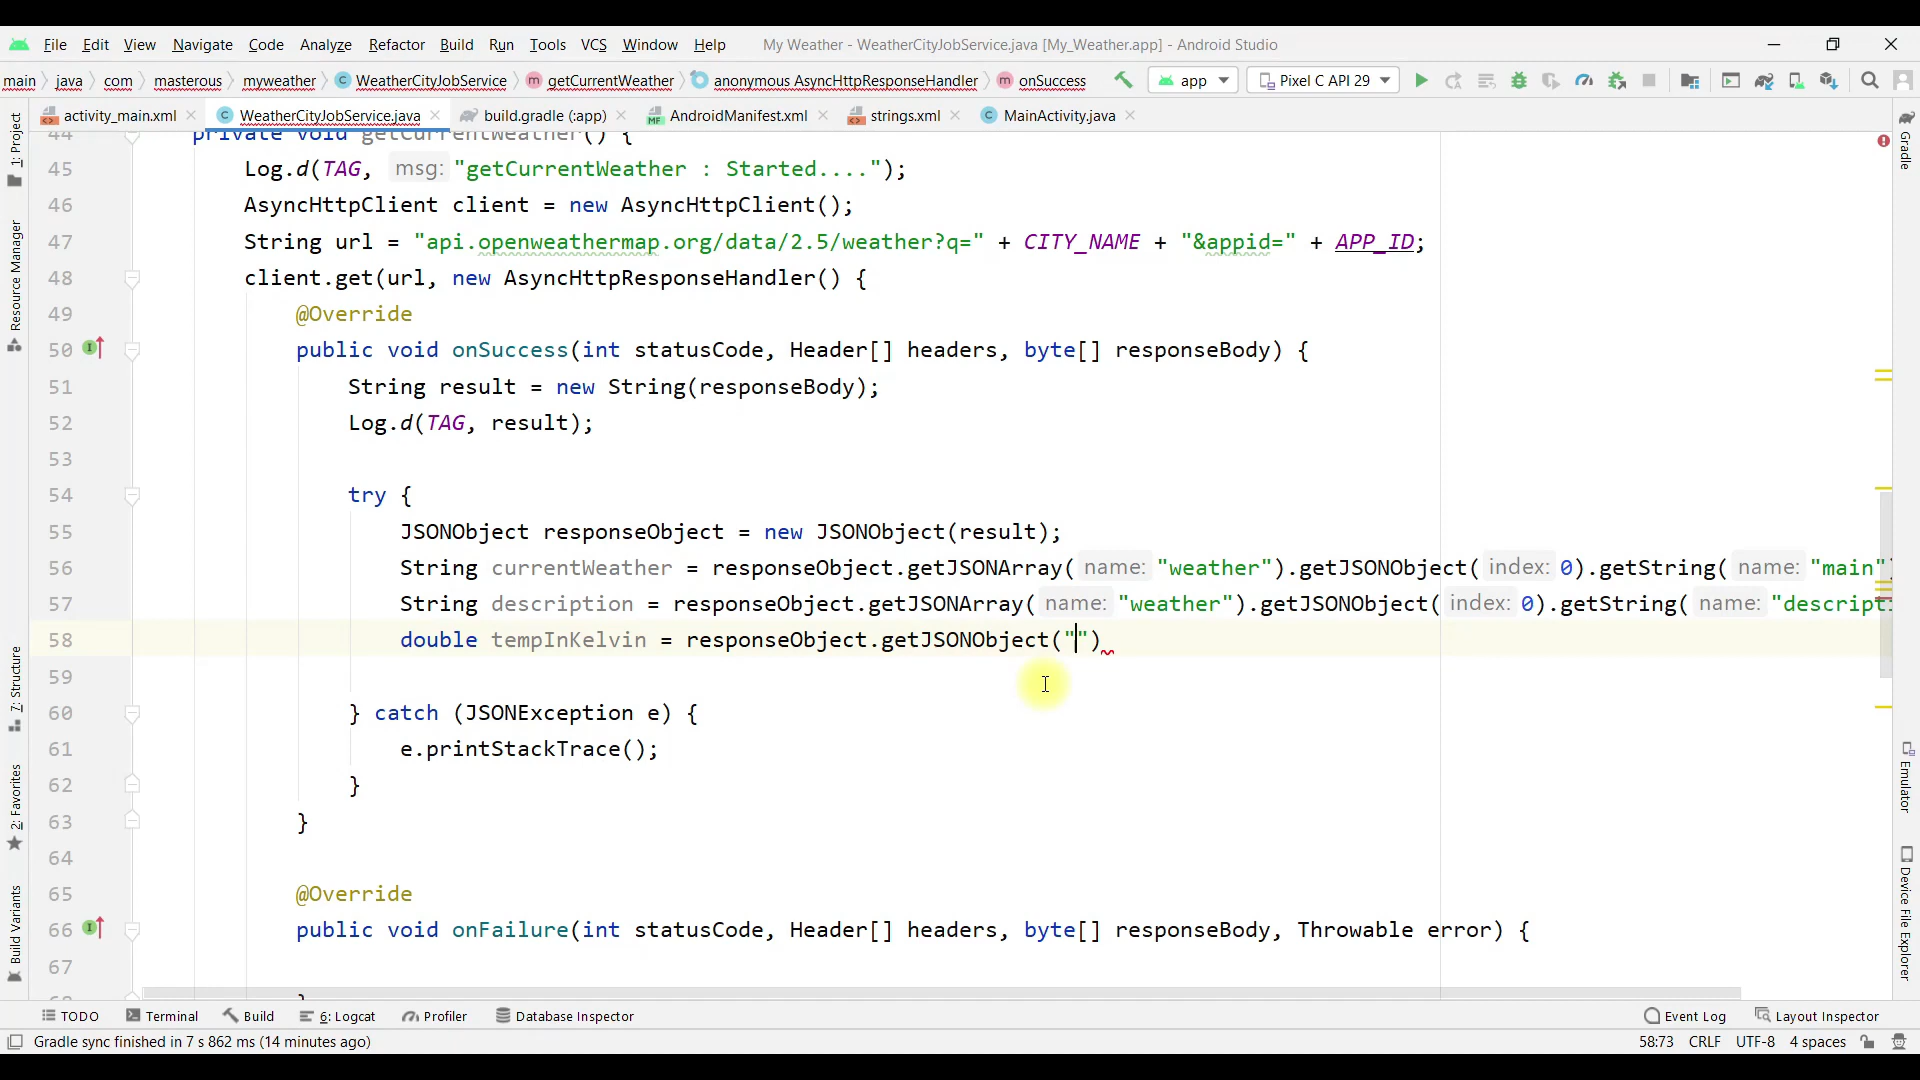 File Edit View Navigate Code Analyze Refactor Build Run Tools VCS Window Help My Weather - WeatherCityJobService.java [My_Weather.app] - Android Studio
main java com masterous myweather WeatherCityJobService getCurrentWeather anonymous AsyncHttpResponseHandler onSuccess app Pixel C API 29
activity_main.xml WeatherCityJobService.java build.gradle (:app) AndroidManifest.xml strings.xml MainActivity.java
44 private void getCurrentWeather() {
45 Log.d(TAG, msg: "getCurrentWeather : Started....");
46 AsyncHttpClient client = new AsyncHttpClient();
47 String url = "api.openweathermap.org/data/2.5/weather?q=" + CITY_NAME + "&appid=" + APP_ID;
48 client.get(url, new AsyncHttpResponseHandler() {
49 @Override
50 public void onSuccess(int statusCode, Header[] headers, byte[] responseBody) {
51 String result = new String(responseBody);
52 Log.d(TAG, result);
53
54 try {
55 JSONObject responseObject = new JSONObject(result);
56 String currentWeather = responseObject.getJSONArray( name: "weather").getJSONObject( index: 0).getString( name: "main")
57 String description = responseObject.getJSONArray( name: "weather").getJSONObject( index: 0).getString( name: "descripti
58 double tempInKelvin = responseObject.getJSONObject("")
59
60 } catch (JSONException e) {
61 e.printStackTrace();
62 }
63 }
64
65 @Override
66 public void onFailure(int statusCode, Header[] headers, byte[] responseBody, Throwable error) {
67
68 }
1: Project
Resource Manager
7: Structure
2: Favorites
Build Variants
Gradle
Emulator
Device File Explorer
TODO Terminal Build 6: Logcat Profiler Database Inspector Event Log Layout Inspector
Gradle sync finished in 7 s 862 ms (14 minutes ago) 58:73 CRLF UTF-8 4 spaces